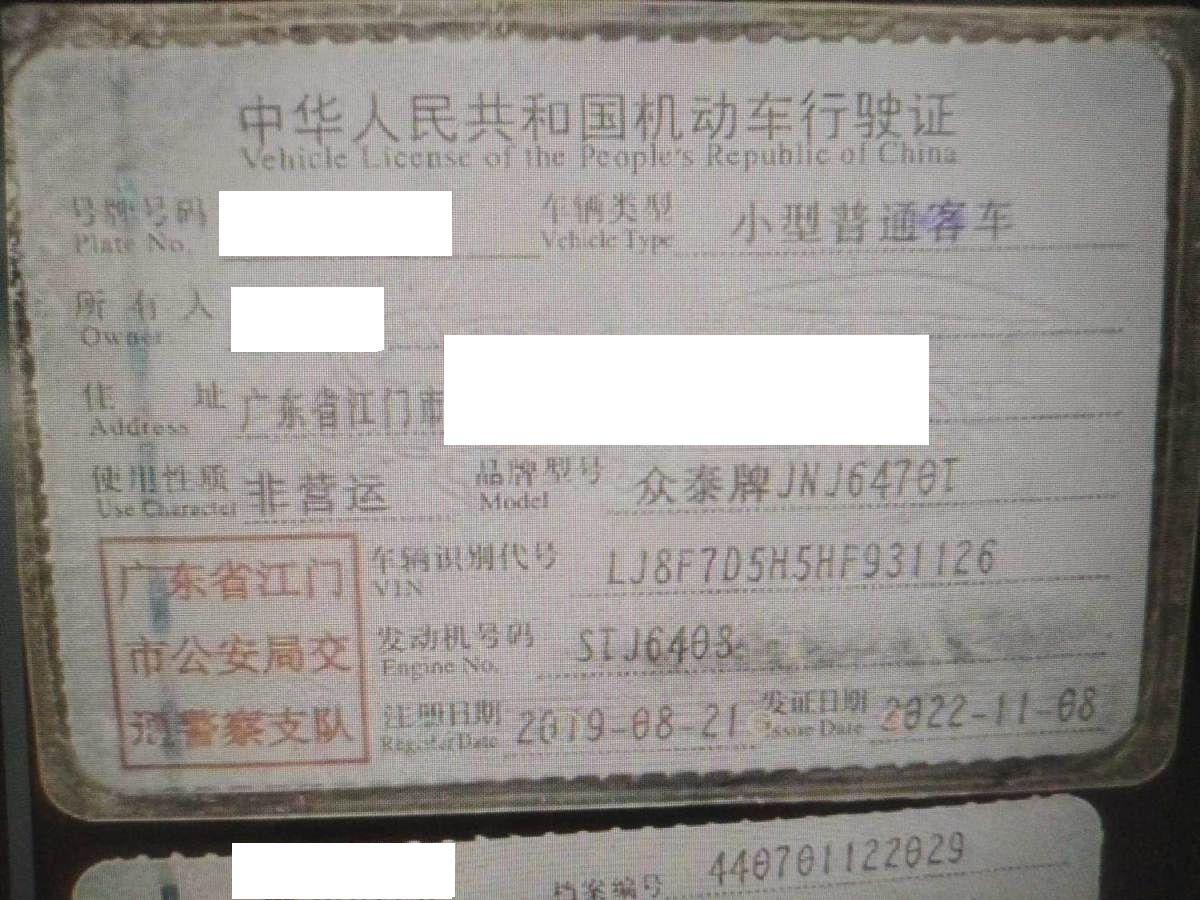 中华人民共和国机动车行驶证
Vehicle License of the People's Republic of China
号牌号码 车辆类型 小型普通客车
Plate No. Vehicle Type
所有人
Owner
住址 广东省江门市
Address
使用性质 非营运 品牌型号 众泰牌JNJ6470I
Use Character Model
车辆识别代号 LJ8F7D5H5HF931126
VIN
发动机号码 STJ6408
Engine No.
注册日期 2019-08-21 发证日期 2022-11-08
Register Date Issue Date
广东省江门
市公安局交
通警察支队
档案编号 440701122029